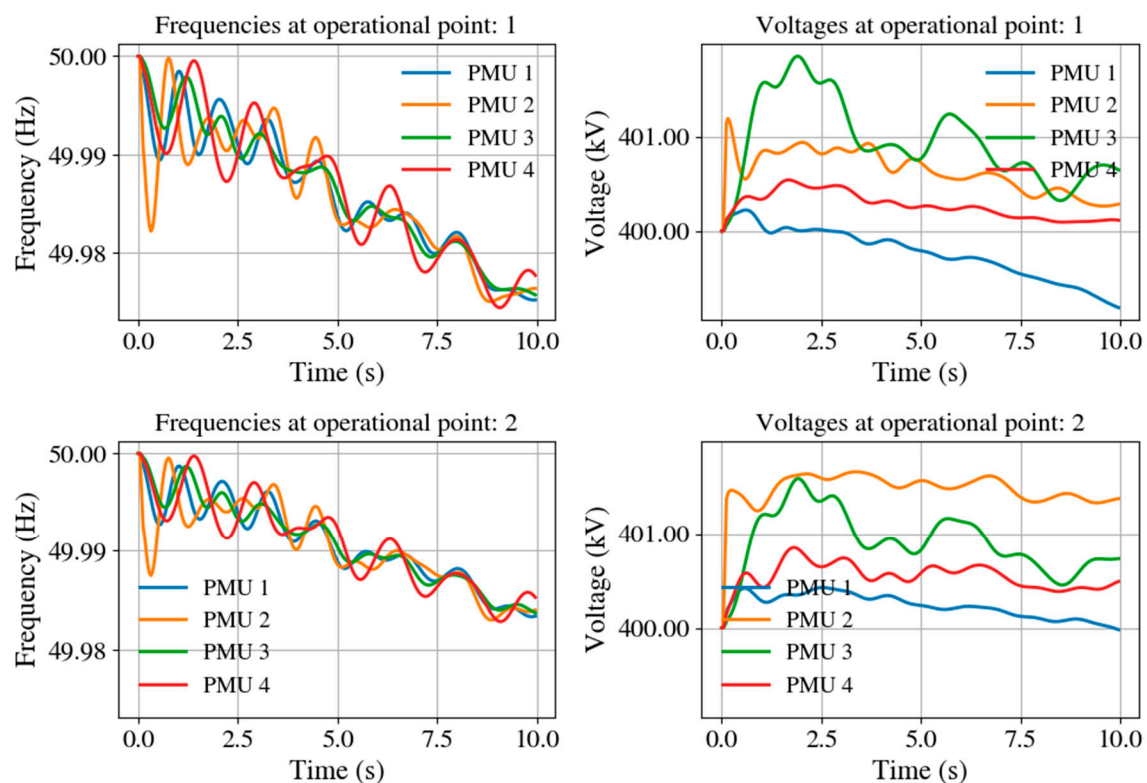 Frequencies at operational point: 1
Frequency (Hz)
50.00
49.99
49.98
PMU 1
PMU 2
PMU 3
PMU 4
0.0 2.5 5.0 7.5 10.0
Time (s)
Voltages at operational point: 1
Voltage (kV)
401.00
400.00
PMU 1
PMU 2
PMU 3
PMU 4
0.0 2.5 5.0 7.5 10.0
Time (s)
Frequencies at operational point: 2
Frequency (Hz)
50.00
49.99
49.98
PMU 1
PMU 2
PMU 3
PMU 4
0.0 2.5 5.0 7.5 10.0
Time (s)
Voltages at operational point: 2
Voltage (kV)
401.00
400.00
PMU 1
PMU 2
PMU 3
PMU 4
0.0 2.5 5.0 7.5 10.0
Time (s)